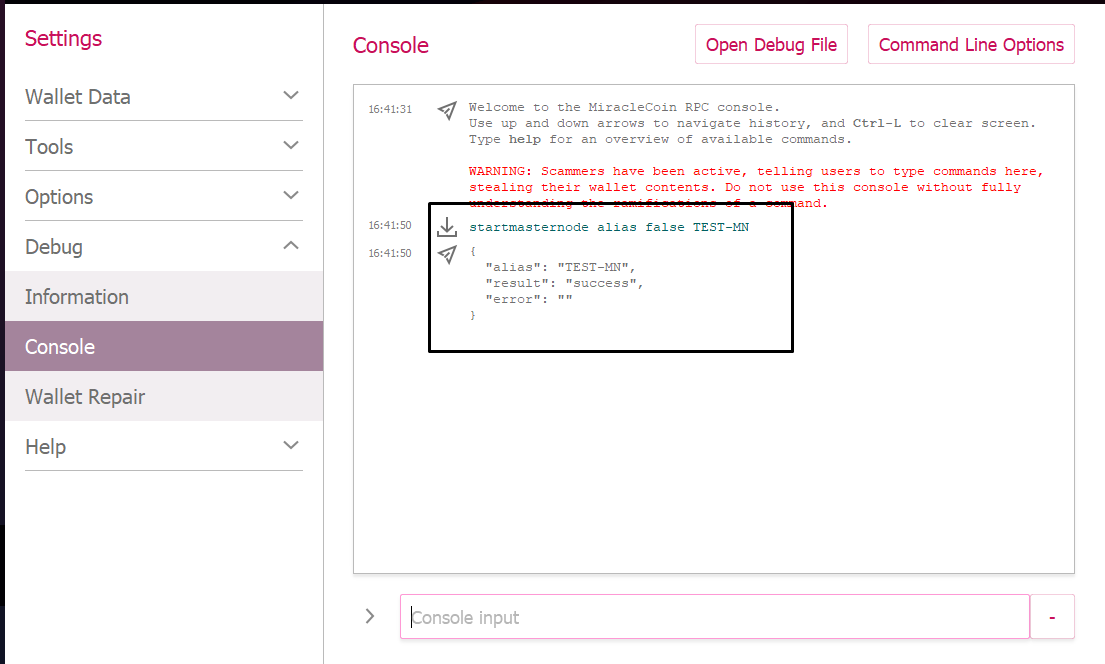 Settings
Wallet Data
Tools
Options
Debug
Information
Console
Wallet Repair
Help
Console
Open Debug File
Command Line Options
16:41:31
Welcome to the MiracleCoin RPC console.
Use up and down arrows to navigate history, and Ctrl-L to clear screen.
Type help for an overview of available commands.
WARNING: Scammers have been active, telling users to type commands here,
stealing their wallet contents. Do not use this console without fully
understanding the ramifications of a command.
16:41:50 startmasternode alias false TEST-MN
16:41:50 {
"alias": "TEST-MN",
"result": "success",
"error": ""
}
> Console input -